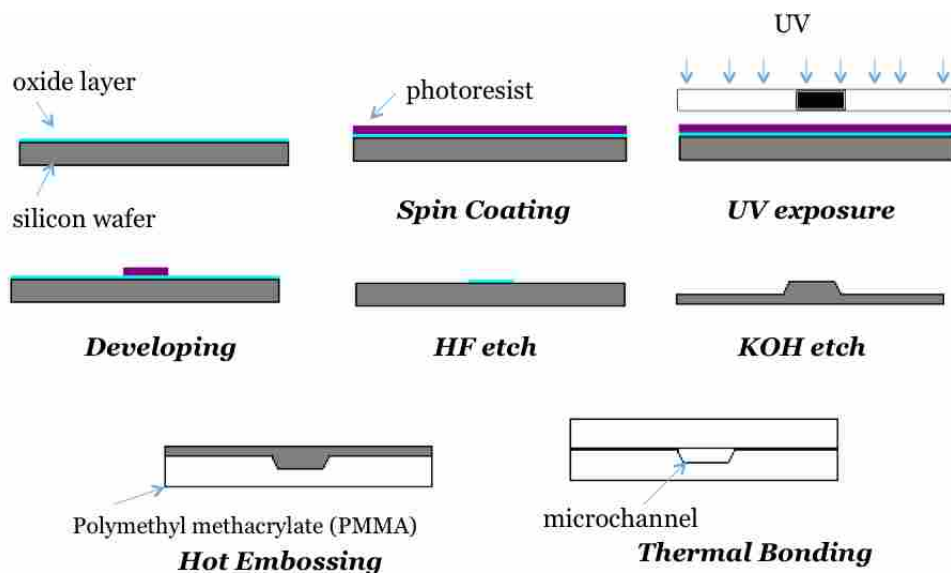 UV
oxide layer
photoresist
silicon wafer
Spin Coating
UV exposure
Developing
HF etch
KOH etch
Polymethyl methacrylate (PMMA)
Hot Embossing
microchannel
Thermal Bonding